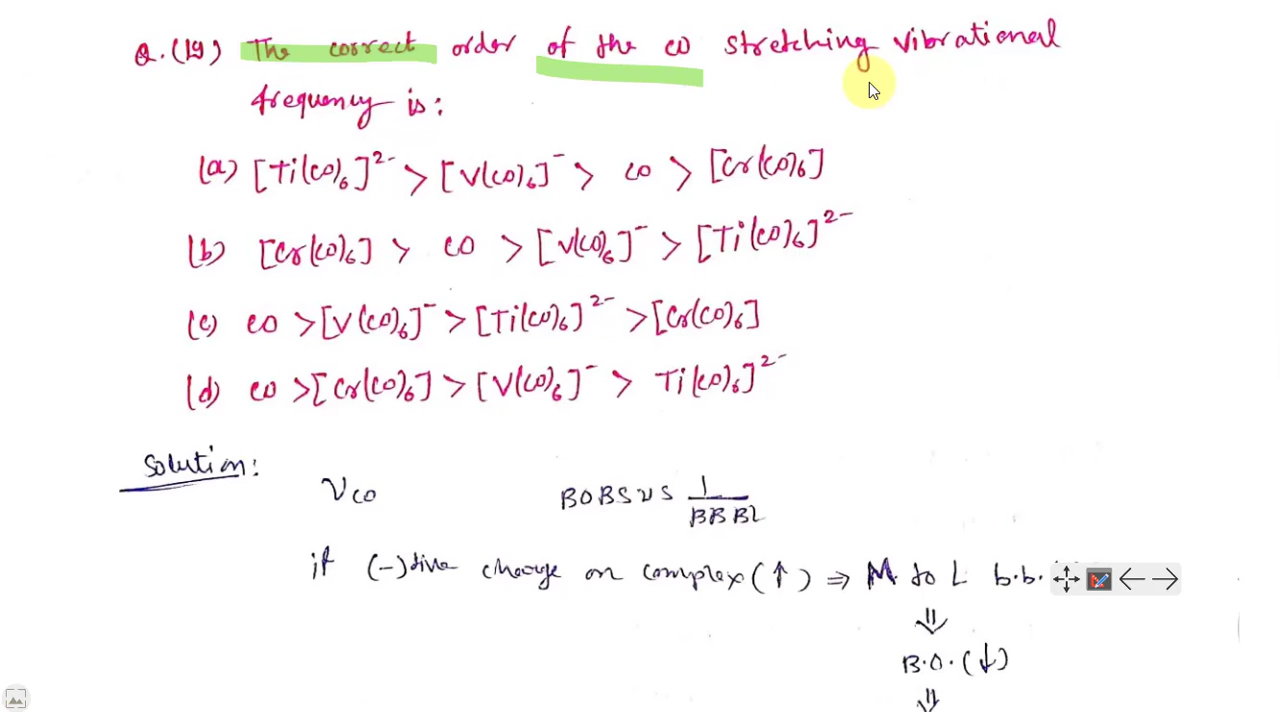 Q.(19) The correct order of the co stretching vibrational
frequency is:
(a) [Ti(CO)₆]²⁻ > [V(CO)₆]⁻ > CO > [Cr(CO)₆]
(b) [Cr(CO)₆] > CO > [V(CO)₆]⁻ > [Ti(CO)₆]²⁻
(c) CO > [V(CO)₆]⁻ > [Ti(CO)₆]²⁻ > [Cr(CO)₆]
(d) CO > [Cr(CO)₆] > [V(CO)₆]⁻ > Ti(CO)₆]²⁻
Solution:
νCO BOBSνS 1/BBBL
if (-)tive charge on complex (↑) ⇒ M to L b.b.
⇓
B.O. (↓)
⇓